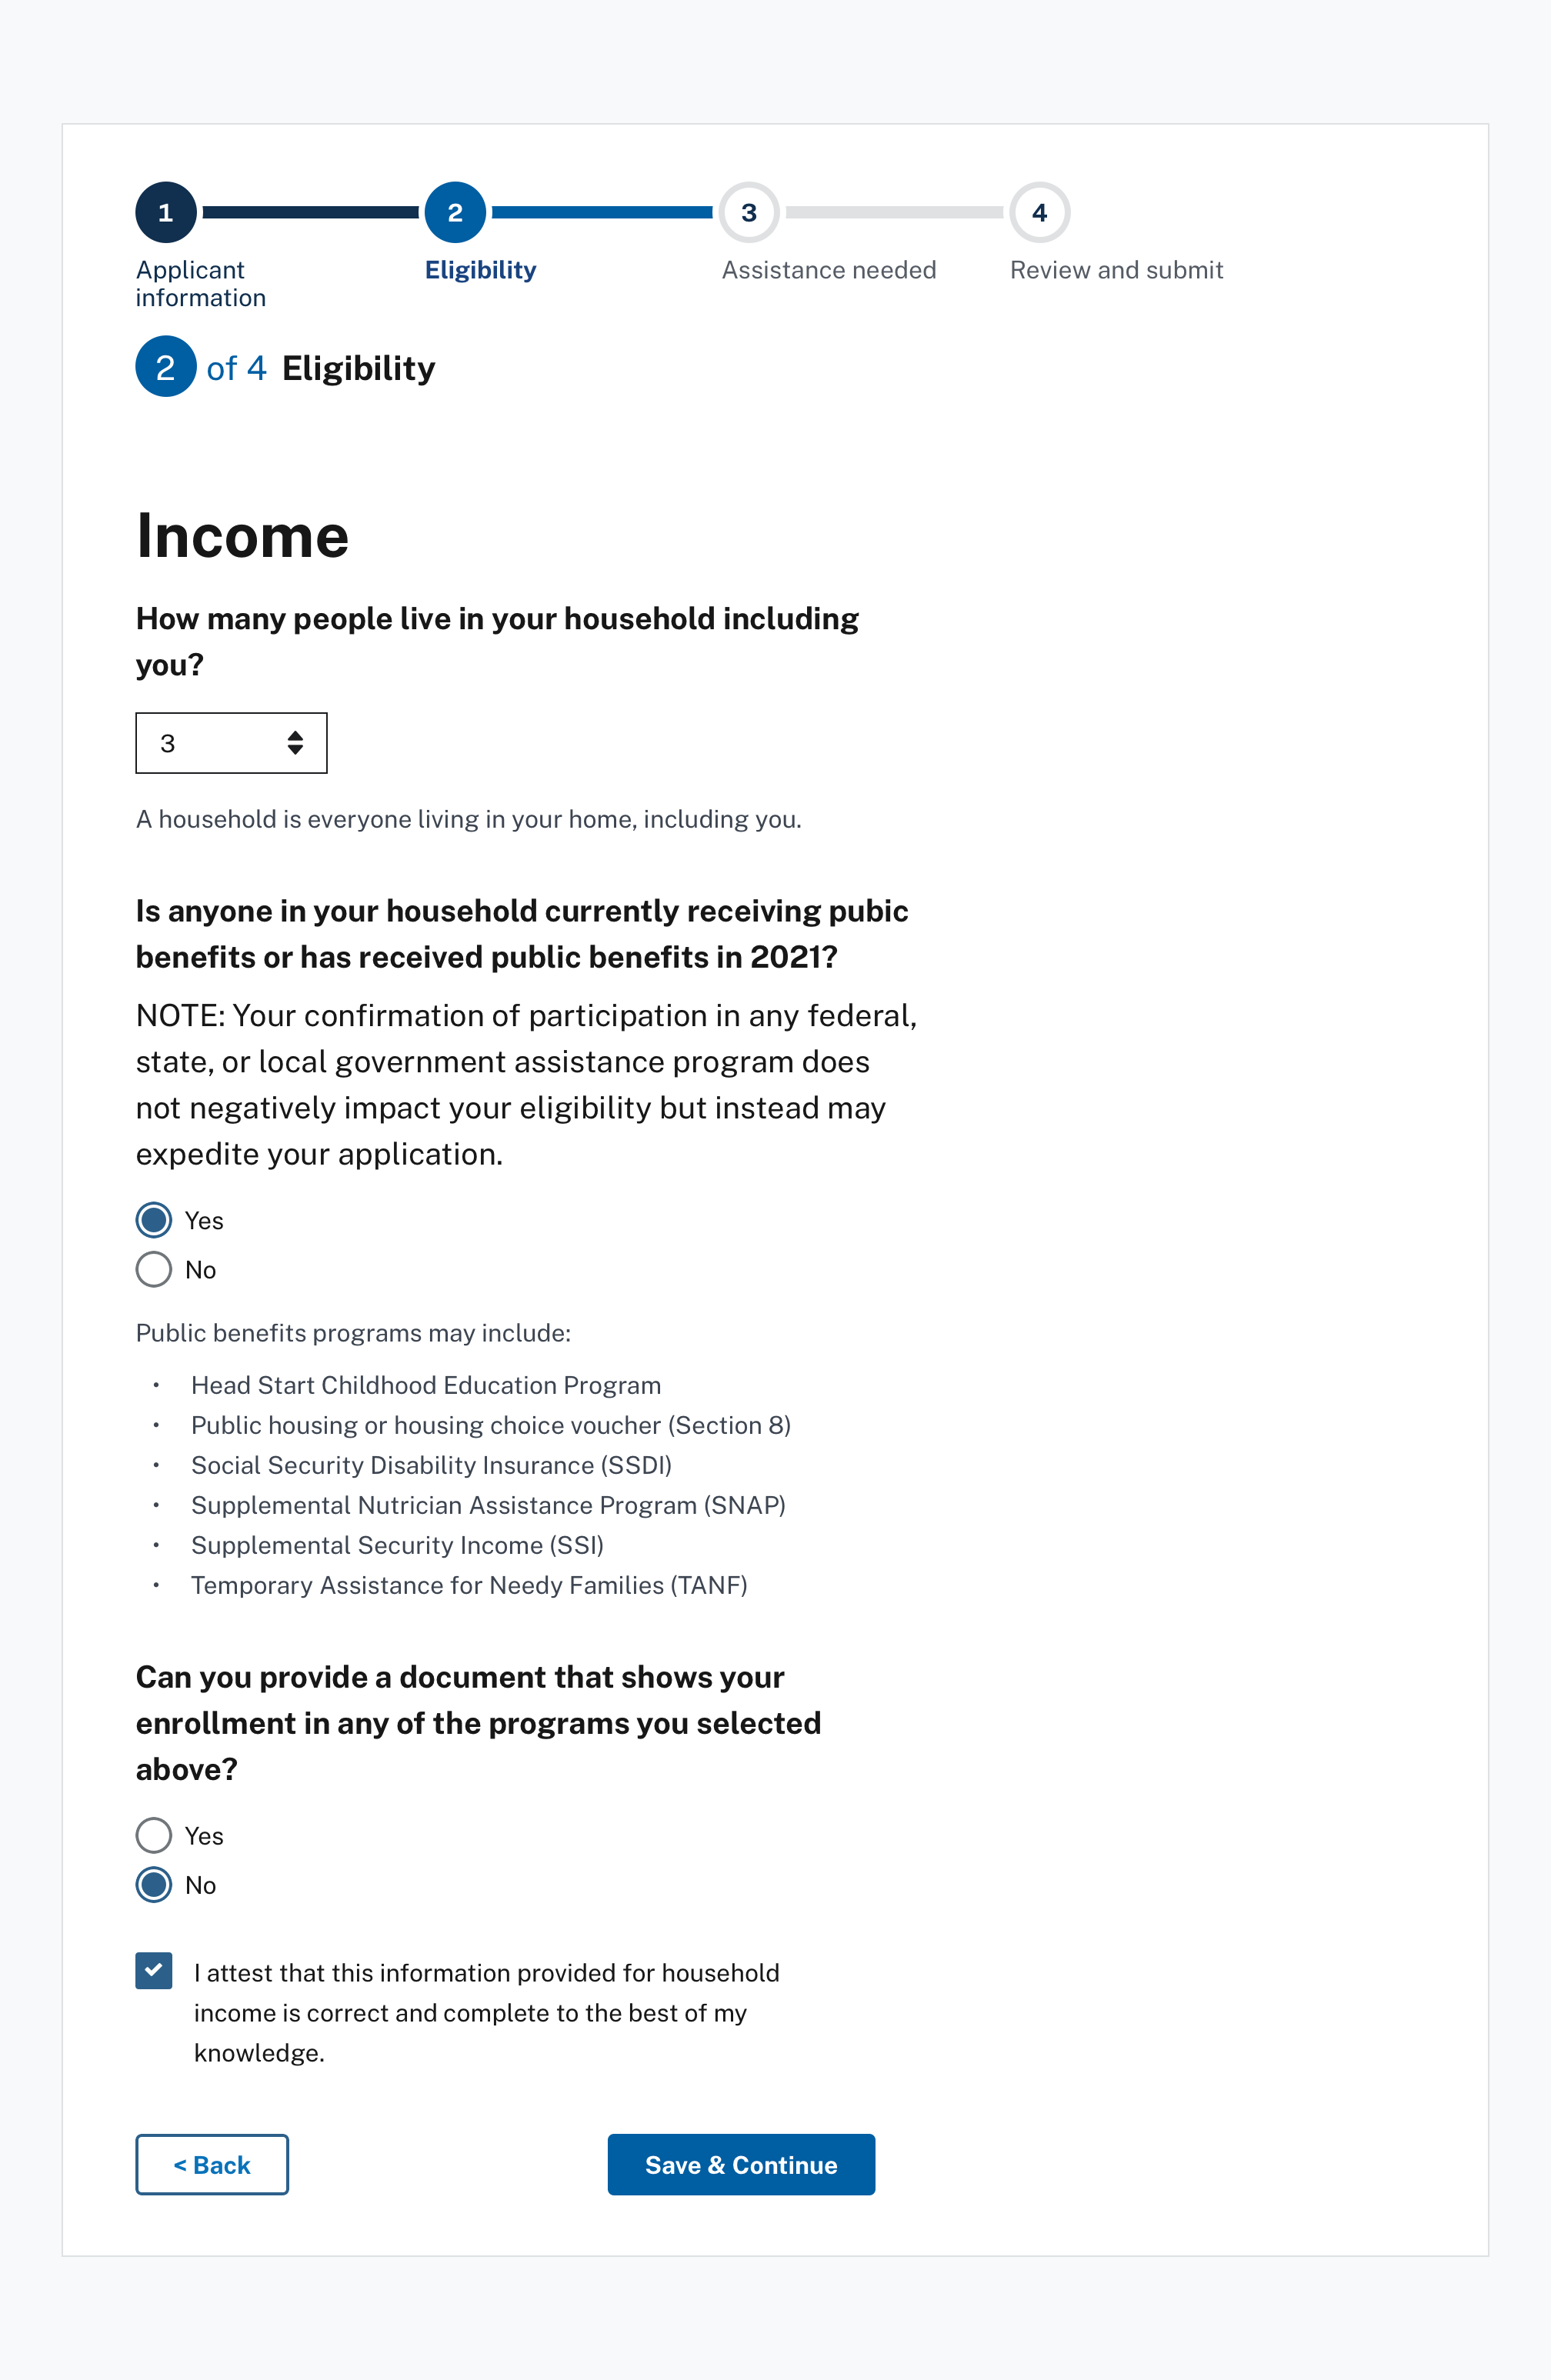 1
2
3
4
Applicant
information
Eligibility
Assistance needed
Review and submit
2 of 4 Eligibility
Income
How many people live in your household including
you?
3
A household is everyone living in your home, including you.
Is anyone in your household currently receiving pubic
benefits or has received public benefits in 2021?
NOTE: Your confirmation of participation in any federal,
state, or local government assistance program does
not negatively impact your eligibility but instead may
expedite your application.
Yes
No
Public benefits programs may include:
• Head Start Childhood Education Program
• Public housing or housing choice voucher (Section 8)
• Social Security Disability Insurance (SSDI)
• Supplemental Nutrician Assistance Program (SNAP)
• Supplemental Security Income (SSI)
• Temporary Assistance for Needy Families (TANF)
Can you provide a document that shows your
enrollment in any of the programs you selected
above?
Yes
No
I attest that this information provided for household
income is correct and complete to the best of my
knowledge.
< Back
Save & Continue